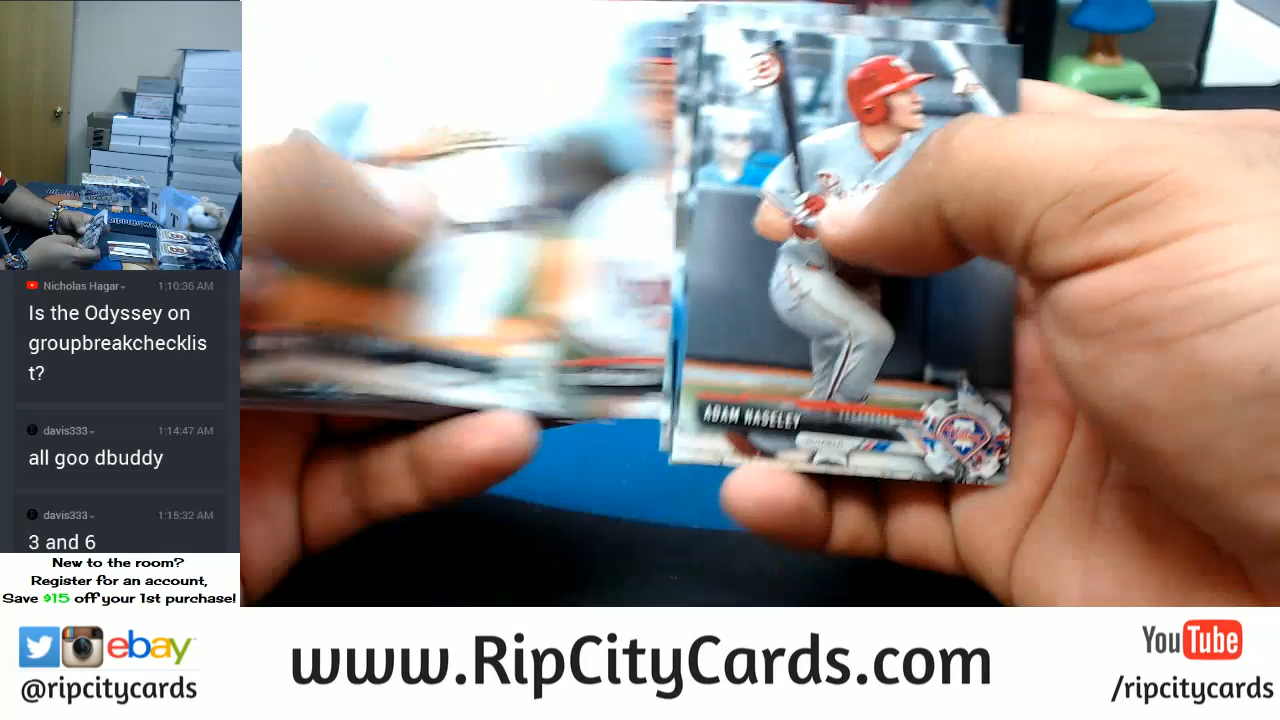 Nicholas Hagar 1:10:36 AM
Is the Odyssey on
groupbreakchecklis
t?
davis333 1:14:47 AM
all goo dbuddy
davis333 1:15:32 AM
3 and 6
New to the room?
Register for an account,
Save $15 off your 1st purchase!
ADAM HASELEY
ebay
@ripcitycards
www.RipCityCards.com
YouTube
/ripcitycards